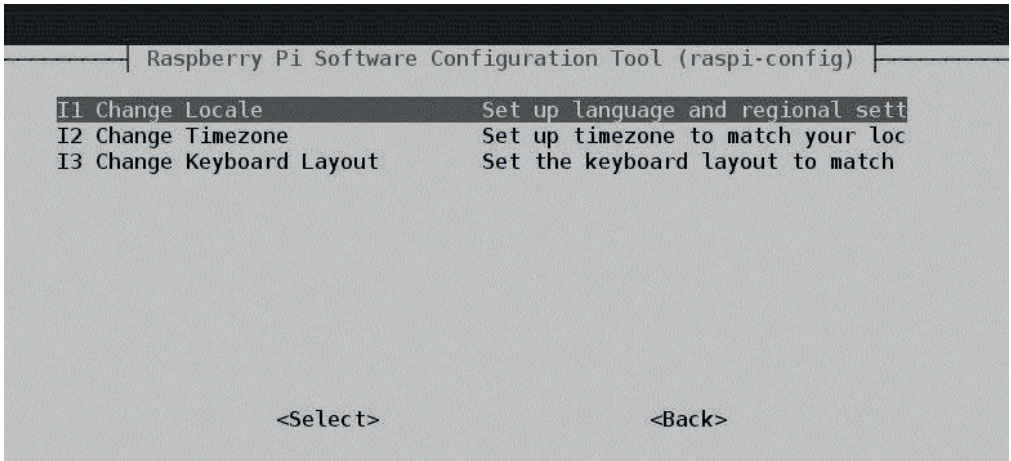 Raspberry Pi Software Configuration Tool (raspi-config)
I1 Change Locale Set up language and regional sett
I2 Change Timezone Set up timezone to match your loc
I3 Change Keyboard Layout Set the keyboard layout to match
<Select> <Back>